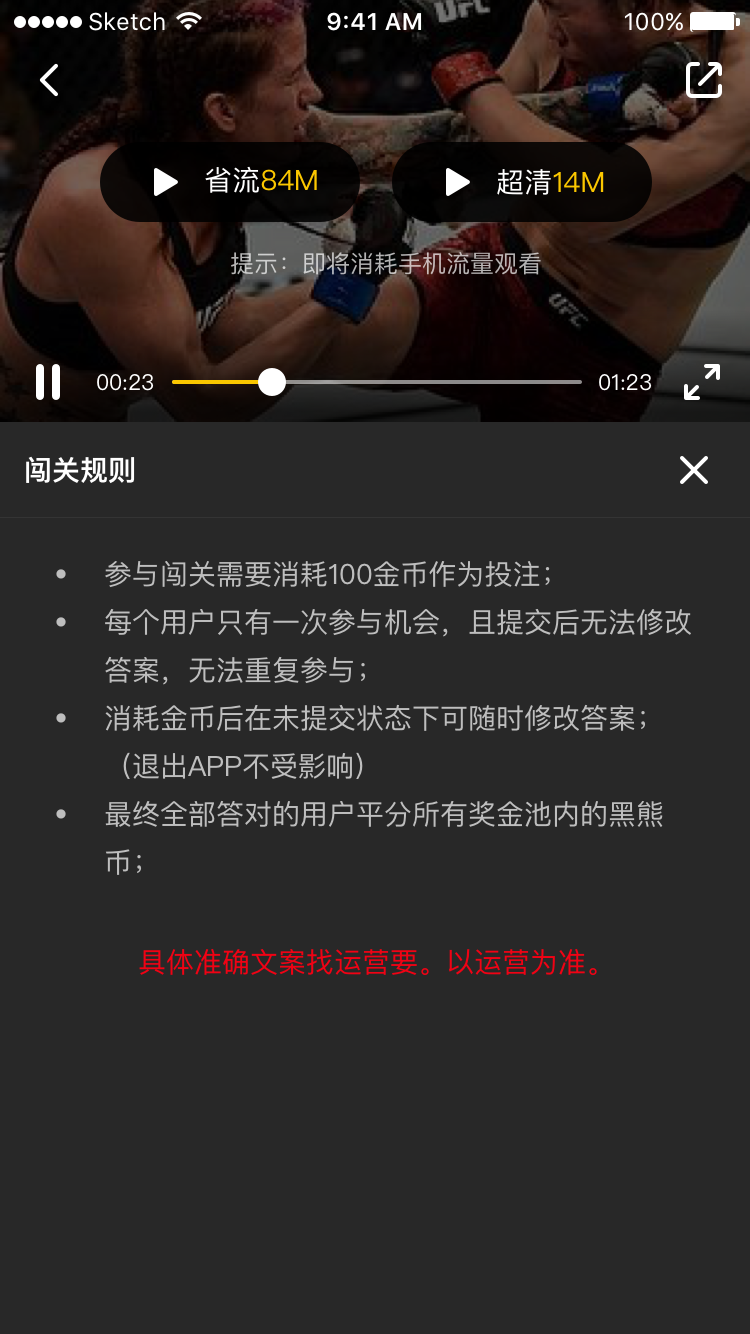 Sketch 9:41 AM 100%
UFC
省流84M 超清14M
提示：即将消耗手机流量观看
UFC
00:23 01:23
闯关规则
• 参与闯关需要消耗100金币作为投注；
• 每个用户只有一次参与机会，且提交后无法修改
答案，无法重复参与；
• 消耗金币后在未提交状态下可随时修改答案；
（退出APP不受影响）
• 最终全部答对的用户平分所有奖金池内的黑熊
币；
具体准确文案找运营要。以运营为准。